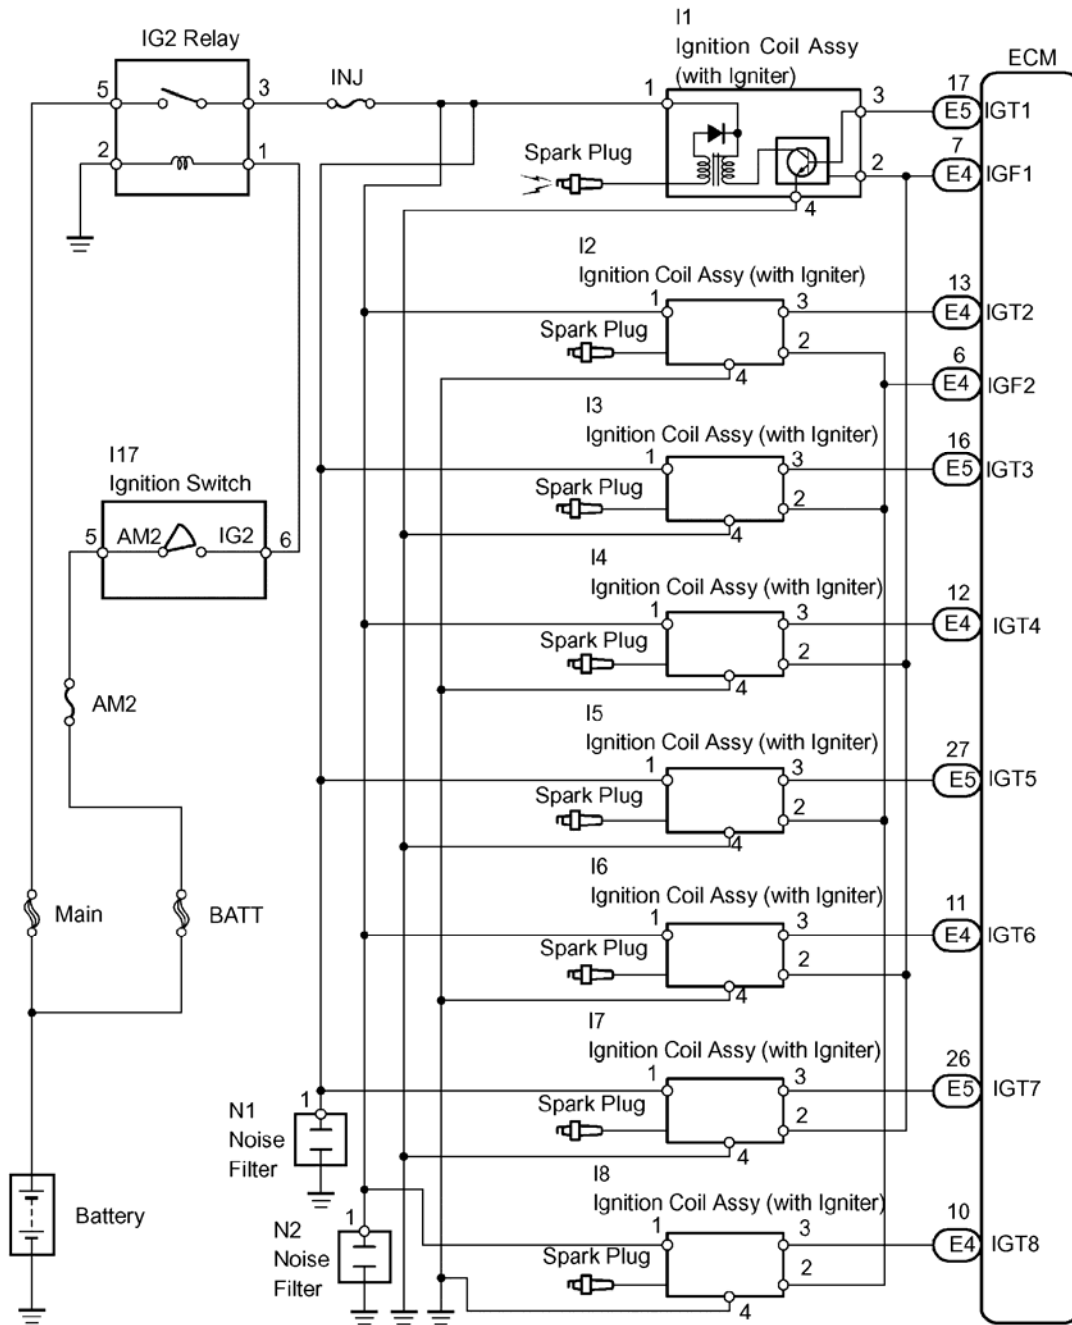 I1
IG2 Relay
Ignition Coil Assy
(with Igniter)
ECM
INJ
5
3
1
17
3
E5
IGT1
2
1
7
2
E4
IGF1
Spark Plug
4
I2
Ignition Coil Assy (with Igniter)
13
1
3
E4
IGT2
Spark Plug
2
6
4
E4
IGF2
I3
Ignition Coil Assy (with Igniter)
16
1
3
E5
IGT3
Spark Plug
2
4
I17
Ignition Switch
5
AM2
IG2
6
I4
Ignition Coil Assy (with Igniter)
12
1
3
E4
IGT4
Spark Plug
2
4
AM2
I5
Ignition Coil Assy (with Igniter)
27
1
3
E5
IGT5
Spark Plug
2
4
I6
Ignition Coil Assy (with Igniter)
11
1
3
E4
IGT6
Spark Plug
2
4
Main
BATT
I7
Ignition Coil Assy (with Igniter)
26
1
3
E5
IGT7
Spark Plug
2
4
N1
Noise
Filter
1
I8
Ignition Coil Assy (with Igniter)
10
1
3
E4
IGT8
Spark Plug
2
4
Battery
N2
Noise
Filter
1